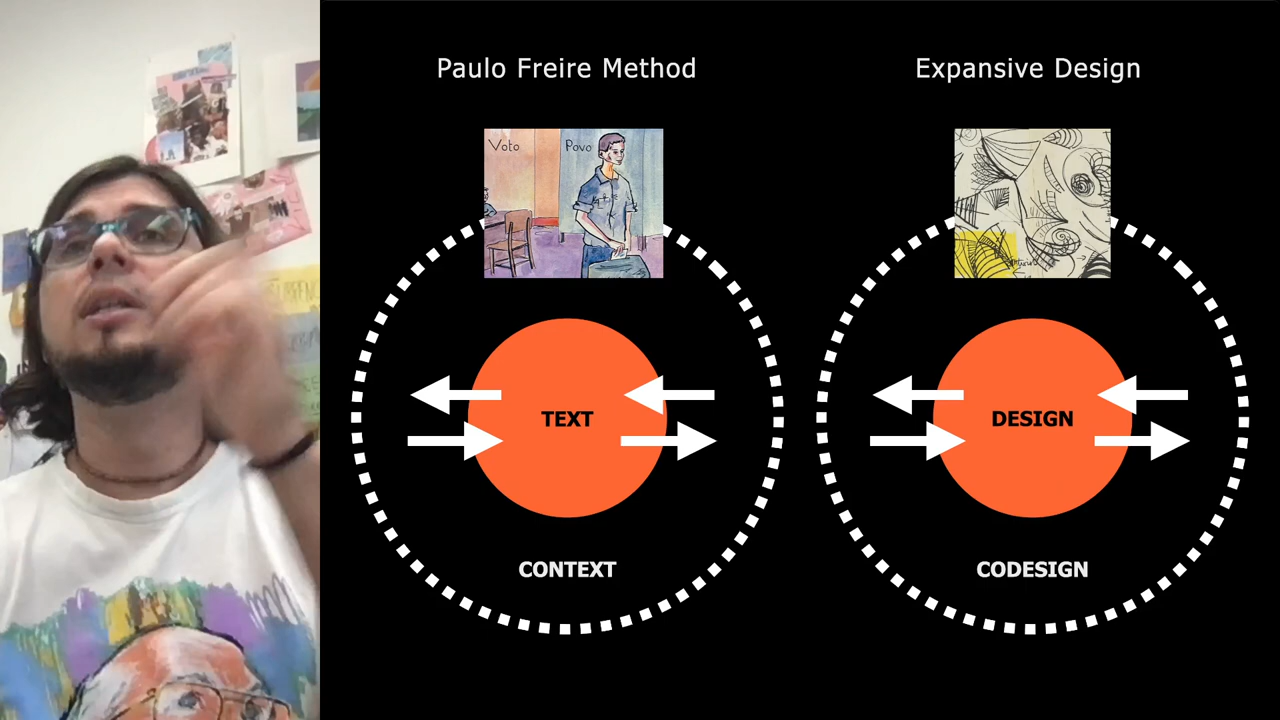 Paulo Freire Method
Expansive Design
Voto
Povo
TEXT
DESIGN
CONTEXT
CODESIGN